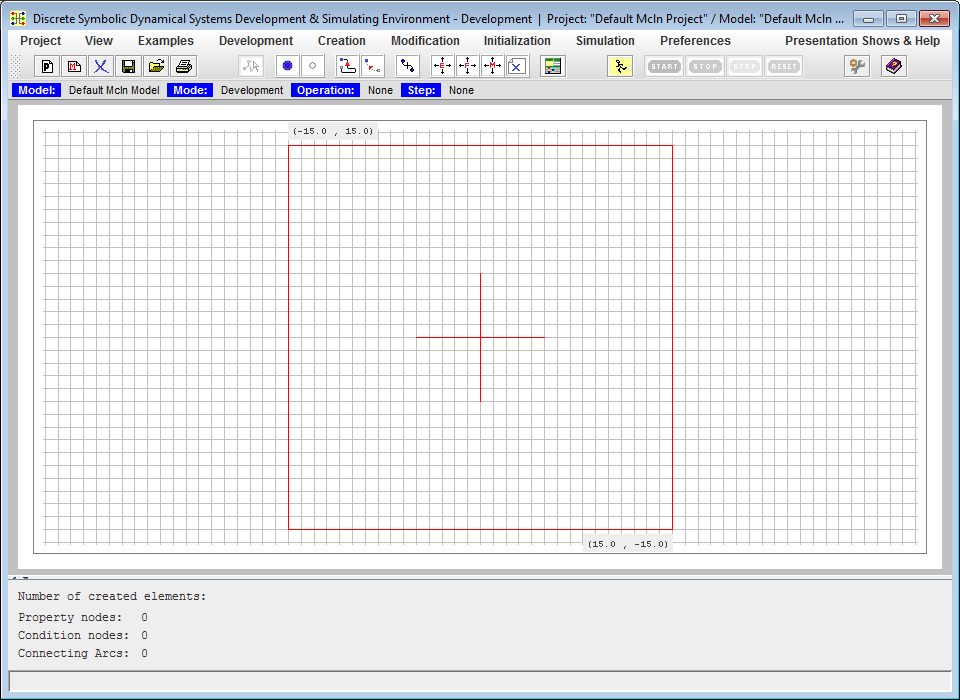 Discrete Symbolic Dynamical Systems Development & Simulating Environment - Development | Project: "Default McIn Project" / Model: "Default McIn ...
Project View Examples Development Creation Modification Initialization Simulation Preferences Presentation Shows & Help
START STOP STEP RESET
Model: Default McIn Model Mode: Development Operation: None Step: None
(-15.0 , 15.0)
(15.0 , -15.0)
Number of created elements:
Property nodes: 0
Condition nodes: 0
Connecting Arcs: 0